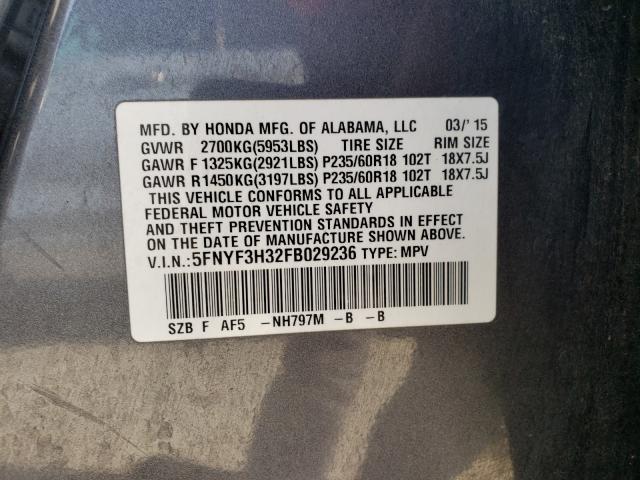 MFD. BY HONDA MFG. OF ALABAMA, LLC 03/'15
GVWR 2700KG(5953LBS) TIRE SIZE RIM SIZE
GAWR F 1325KG(2921LBS) P235/60R18 102T 18X7.5J
GAWR R1450KG(3197LBS) P235/60R18 102T 18X7.5J
THIS VEHICLE CONFORMS TO ALL APPLICABLE
FEDERAL MOTOR VEHICLE SAFETY
AND THEFT PREVENTION STANDARDS IN EFFECT
ON THE DATE OF MANUFACTURE SHOWN ABOVE.
V.I.N.:5FNYF3H32FB029236 TYPE: MPV
SZB F AF5 -NH797M -B -B